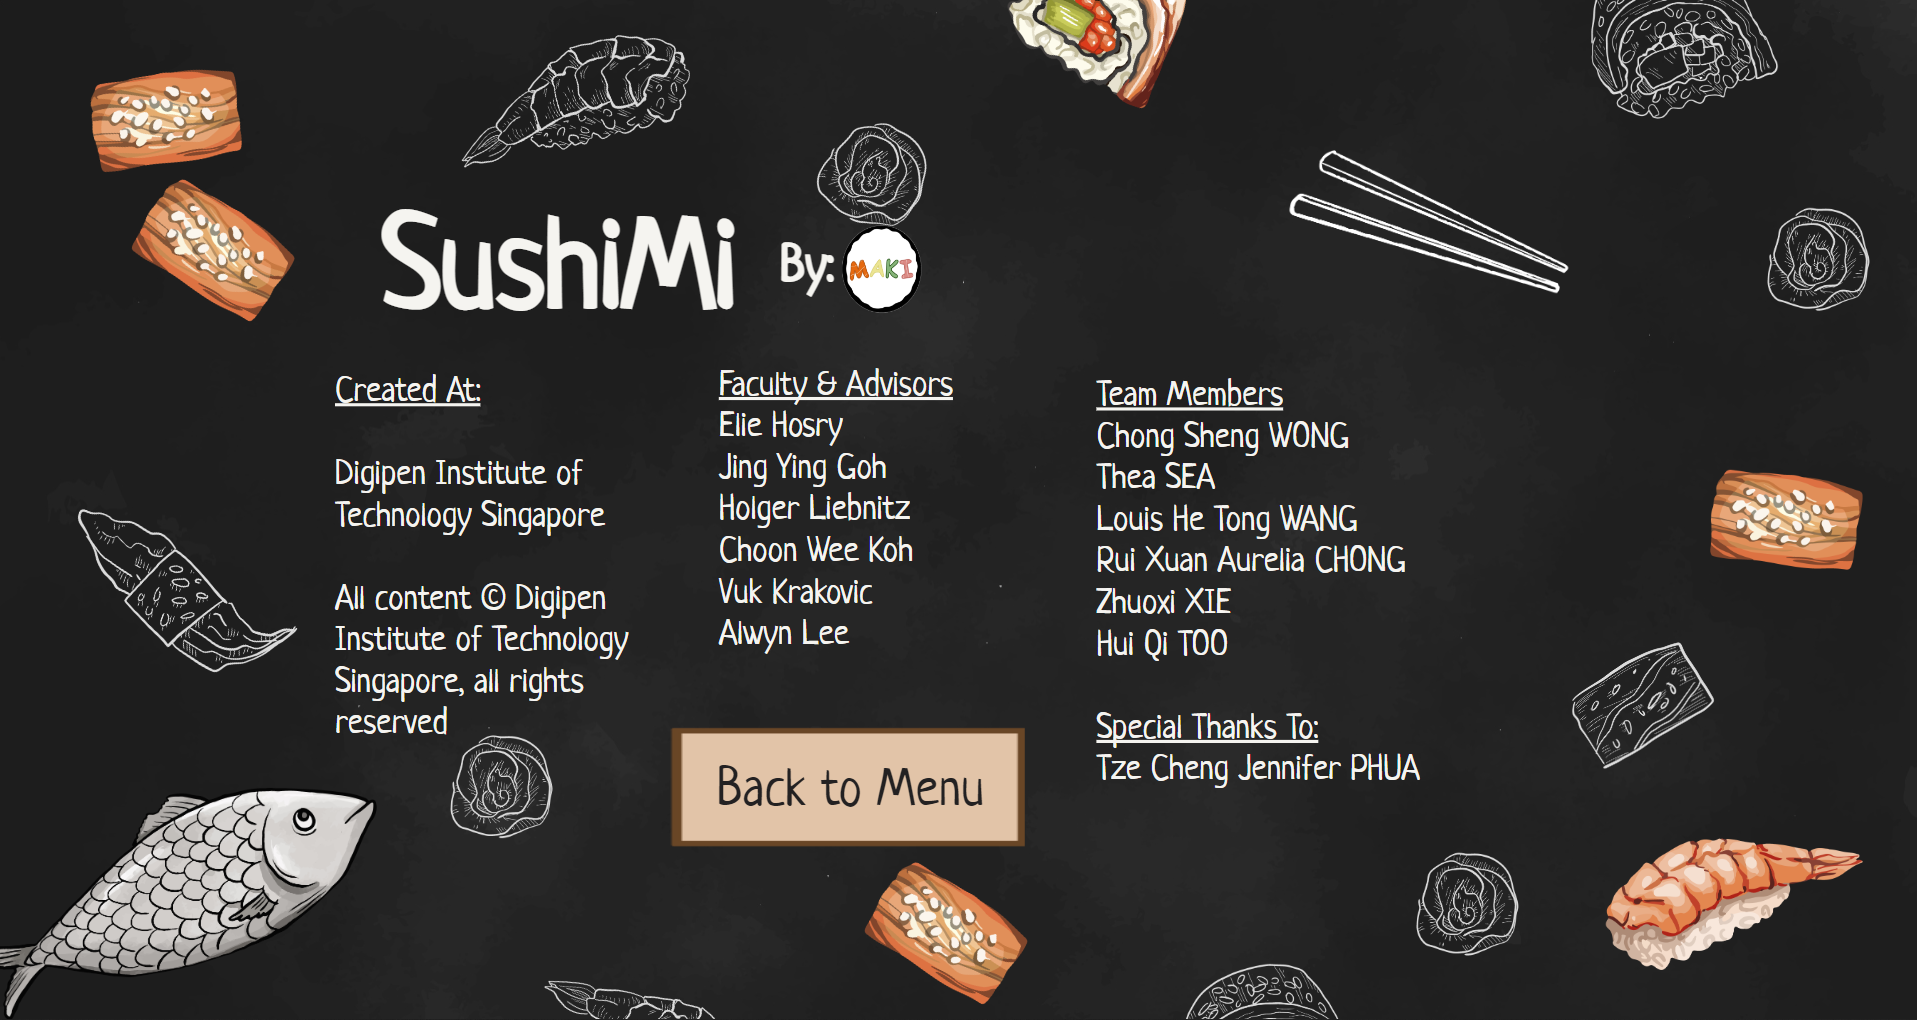 SushiMi
By: MAKI
Created At:
Digipen Institute of
Technology Singapore
All content © Digipen
Institute of Technology
Singapore, all rights
reserved
Faculty & Advisors
Elie Hosry
Jing Ying Goh
Holger Liebnitz
Choon Wee Koh
Vuk Krakovic
Alwyn Lee
Team Members
Chong Sheng WONG
Thea SEA
Louis He Tong WANG
Rui Xuan Aurelia CHONG
Zhuoxi XIE
Hui Qi TOO
Special Thanks To:
Tze Cheng Jennifer PHUA
Back to Menu